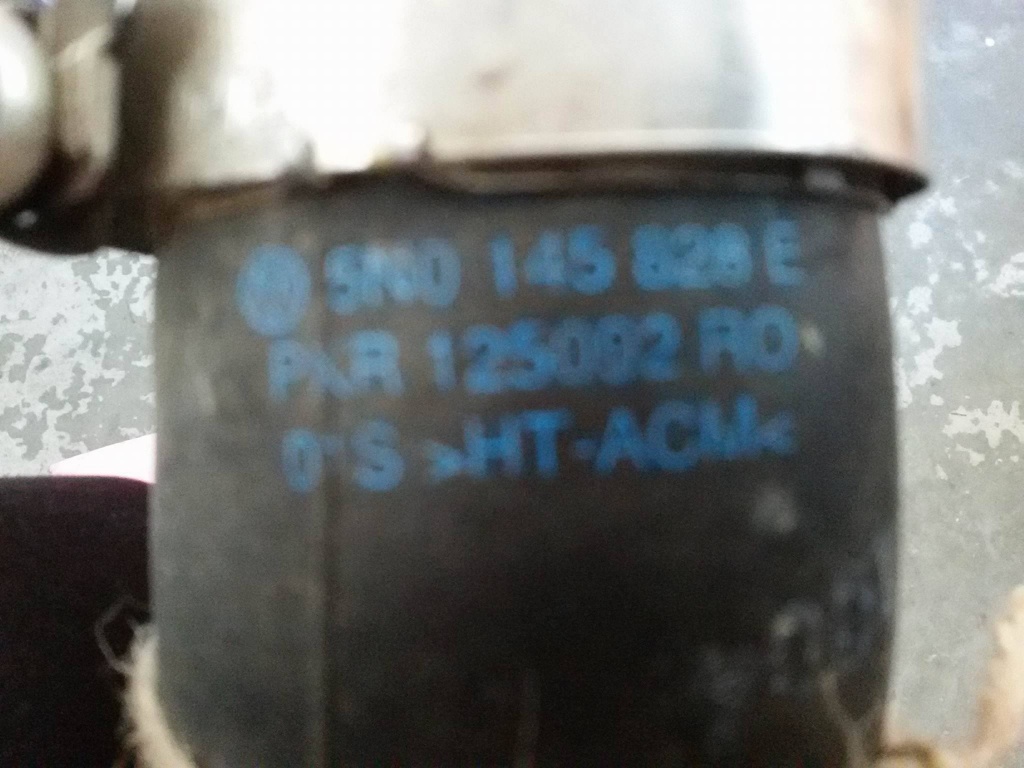 5N0 145 828 E
P&R 125002 RO
S >HT-ACM<